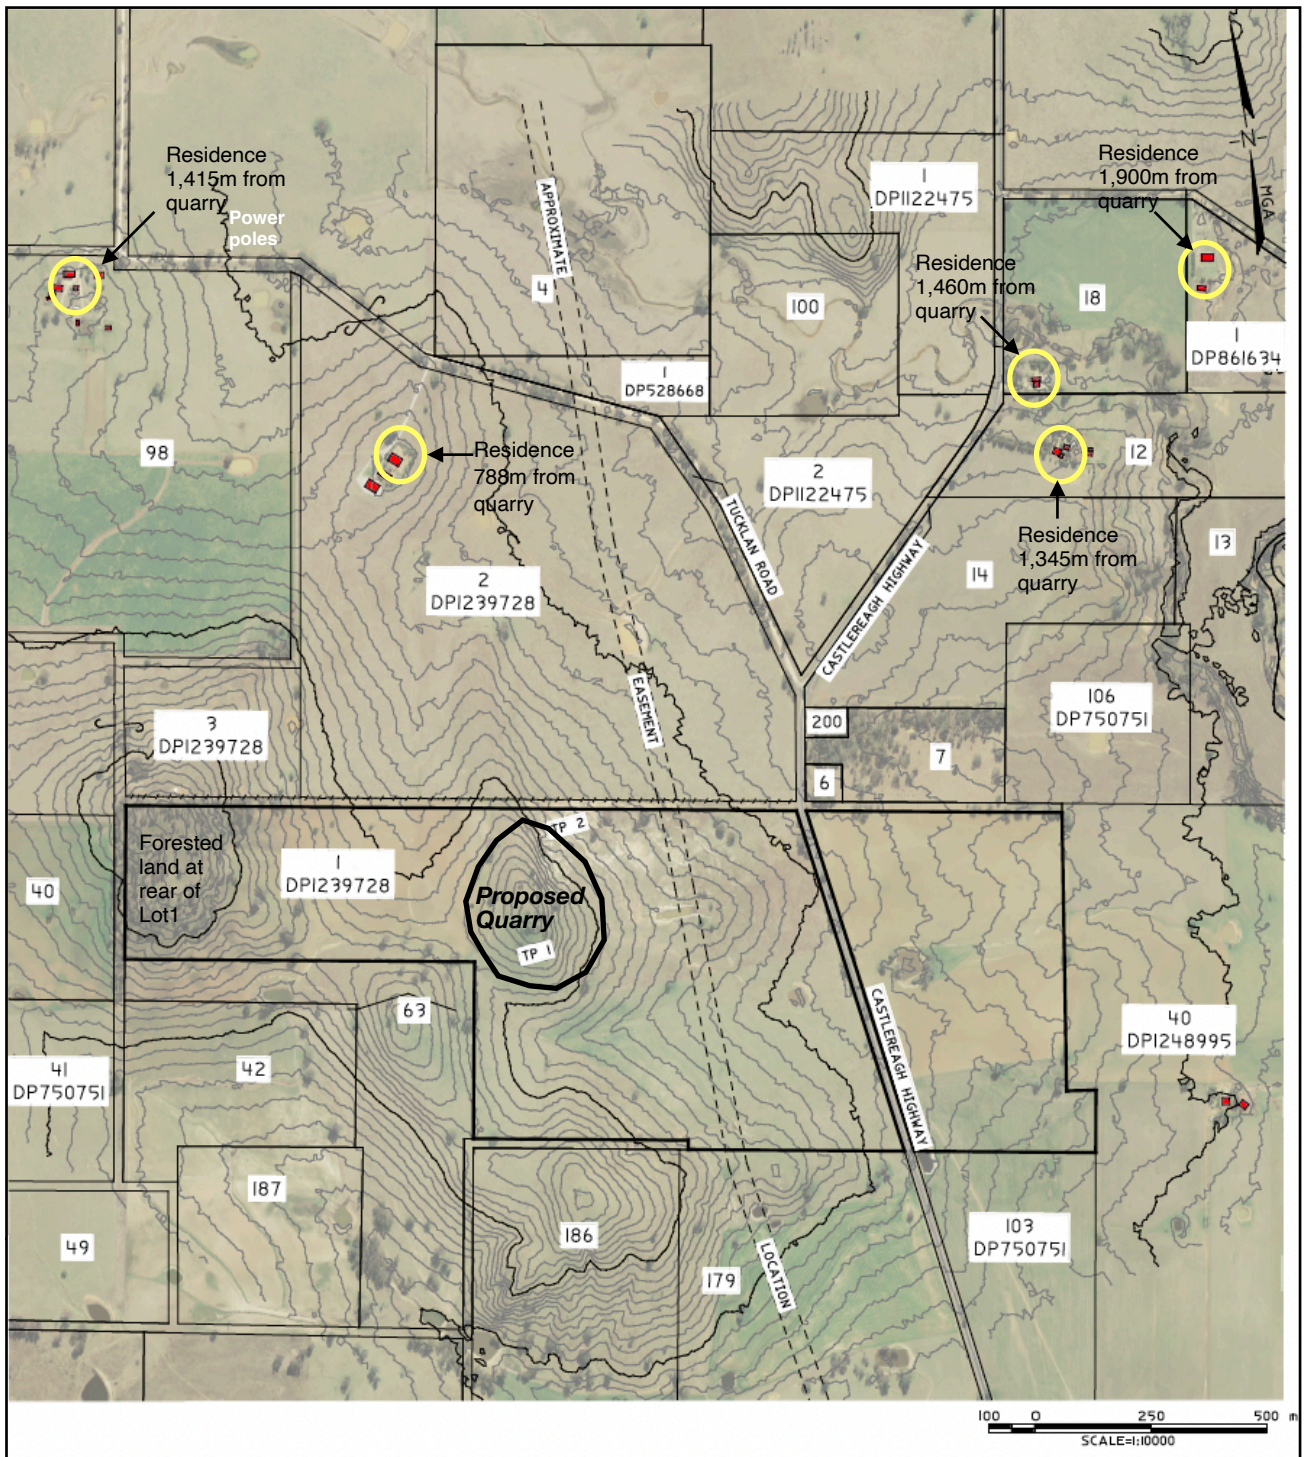 Residence
1,415m from
quarry
Power
poles
APPROXIMATE
4
1
DP1122475
Residence
1,900m from
quarry
N
MGA
Residence
1,460m from
quarry
100
18
1
DP861634
1
DP528668
98
Residence
788m from
quarry
2
DP1122475
12
TUCKLAN ROAD
CASTLEREAGH HIGHWAY
Residence
1,345m from
quarry
13
14
2
DP1239728
EASEMENT
3
DP1239728
200
106
DP750751
7
6
Forested
land at
rear of
Lot1
1
DP1239728
TP 2
Proposed
Quarry
TP 1
40
CASTLEREAGH HIGHWAY
63
40
DP1248995
41
DP750751
42
187
49
186
179
LOCATION
103
DP750751
100 0 250 500 m
SCALE=1:10000